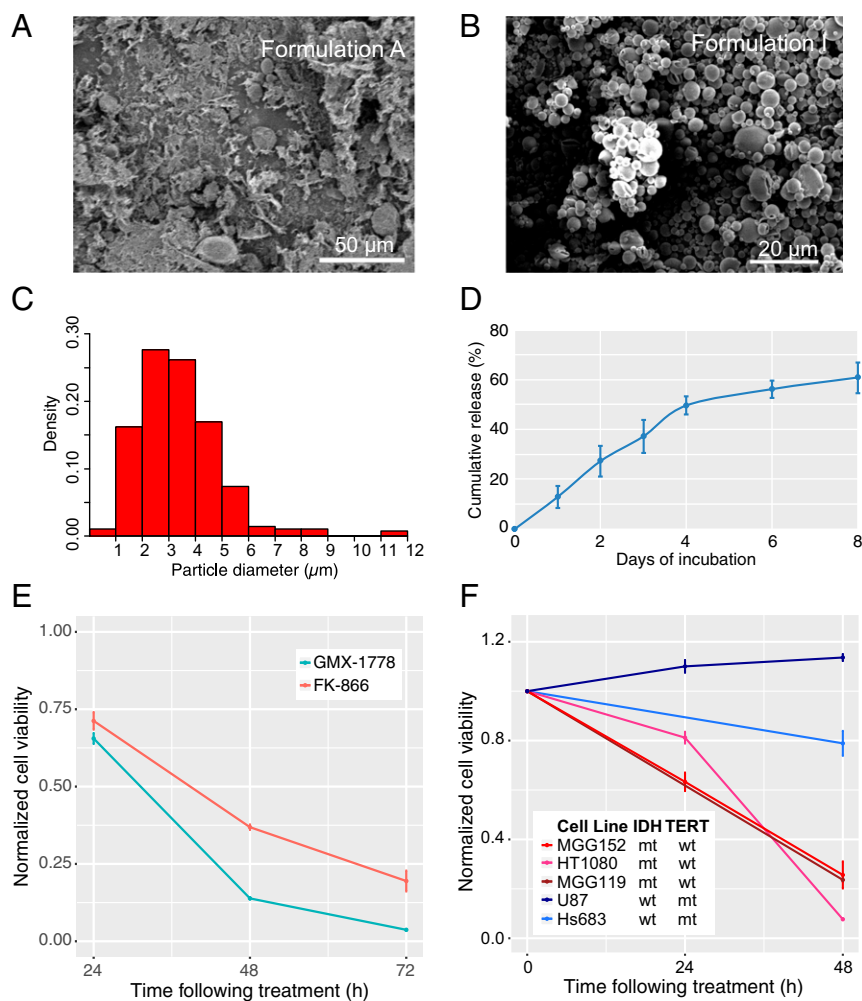 A
Formulation A
50 µm
B
Formulation I
20 µm
C
0.30
0.20
0.10
0.00
Density
1 2 3 4 5 6 7 8 9 10 11 12
Particle diameter (µm)
D
80
60
40
20
0
Cumulative release (%)
0 2 4 6 8
Days of incubation
E
1.00
0.75
0.50
0.25
0.00
Normalized cell viability
GMX-1778
FK-866
24 48 72
Time following treatment (h)
F
1.2
0.8
0.4
0.0
Normalized cell viability
Cell Line IDH TERT
MGG152 mt wt
HT1080 mt wt
MGG119 mt wt
U87 wt mt
Hs683 wt mt
0 24 48
Time following treatment (h)